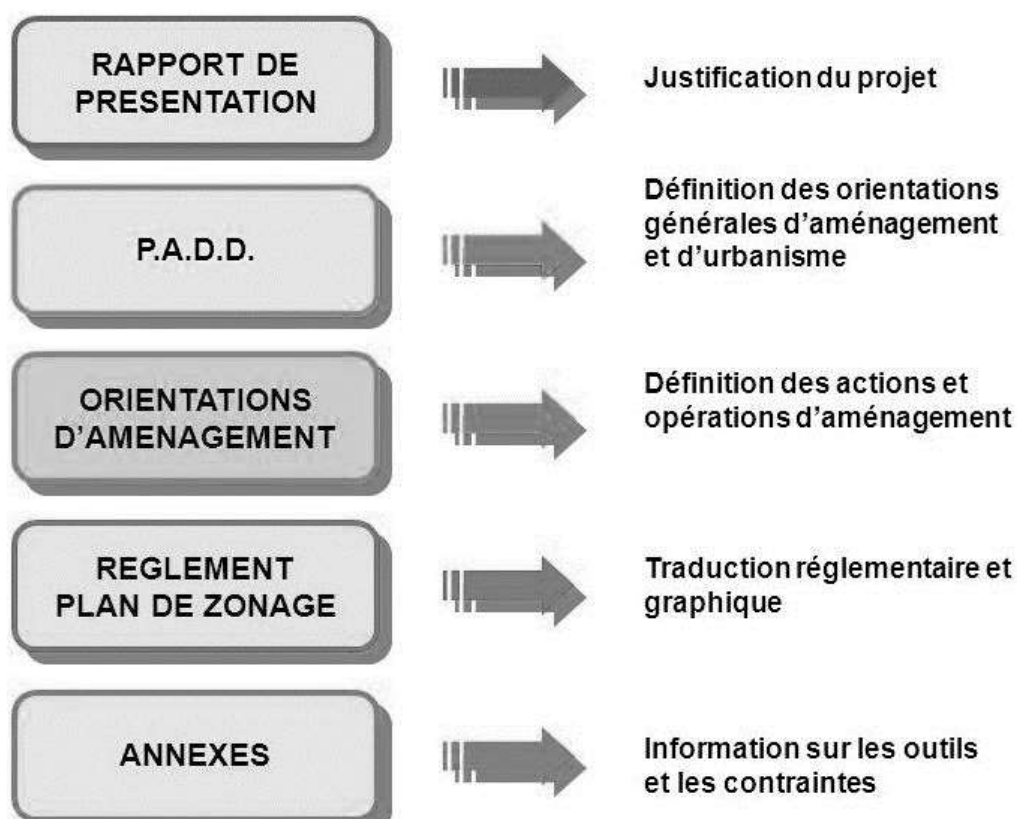 RAPPORT DE
PRESENTATION
Justification du projet
P.A.D.D.
Définition des orientations
générales d'aménagement
et d'urbanisme
ORIENTATIONS
D'AMENAGEMENT
Définition des actions et
opérations d'aménagement
REGLEMENT
PLAN DE ZONAGE
Traduction réglementaire et
graphique
ANNEXES
Information sur les outils
et les contraintes